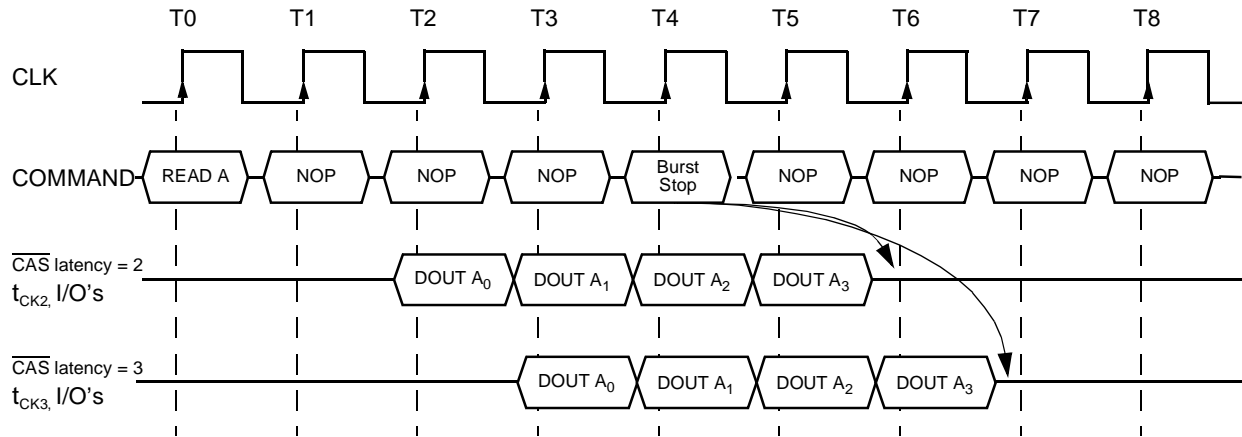 T0 T1 T2 T3 T4 T5 T6 T7 T8
CLK
COMMAND READ A NOP NOP NOP Burst Stop NOP NOP NOP NOP
CAS latency = 2
tCK2, I/O's
DOUT A0 DOUT A1 DOUT A2 DOUT A3
CAS latency = 3
tCK3, I/O's
DOUT A0 DOUT A1 DOUT A2 DOUT A3